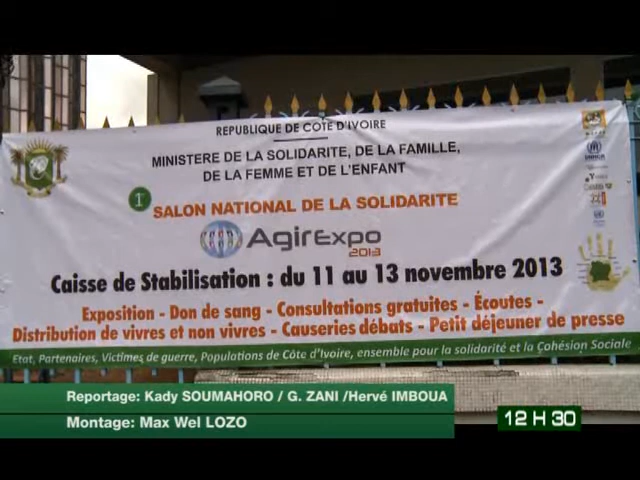 REPUBLIQUE DE COTE D'IVOIRE
MINISTERE DE LA SOLIDARITE, DE LA FAMILLE,
DE LA FEMME ET DE L'ENFANT
1er SALON NATIONAL DE LA SOLIDARITE
AgirExpo
2013
Caisse de Stabilisation : du 11 au 13 novembre 2013
Exposition - Don de sang - Consultations gratuites - Écoutes -
Distribution de vivres et non vivres - Causeries débats - Petit déjeuner de presse
Etat, Partenaires, Victimes de guerre, Populations de Côte d'Ivoire, ensemble pour la solidarité et la Cohésion Sociale
Reportage: Kady SOUMAHORO / G. ZANI /Hervé IMBOUA
Montage: Max Wel LOZO
12 H 30